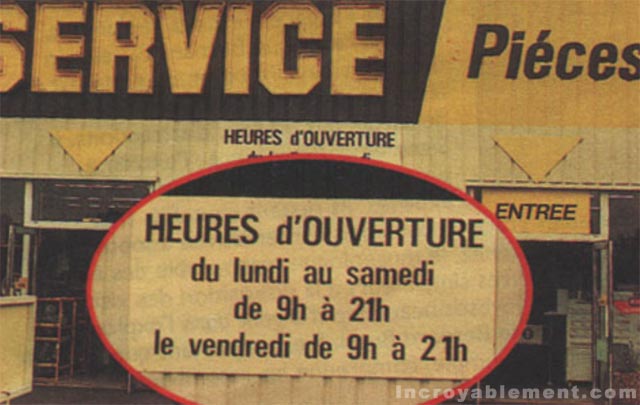 SERVICE
Piéces
HEURES d'OUVERTURE
ENTREE
HEURES d'OUVERTURE
du lundi au samedi
de 9h à 21h
le vendredi de 9h à 21h
Incroyablement.com